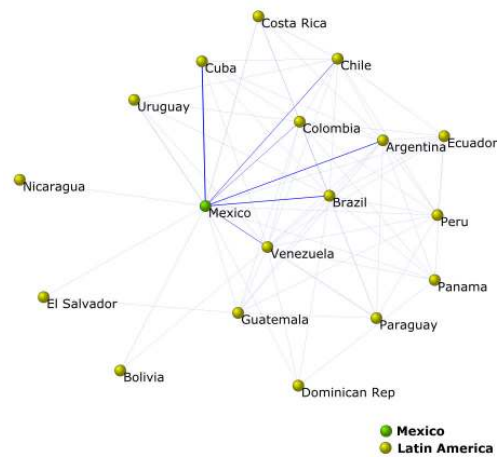 Costa Rica
Cuba
Chile
Uruguay
Colombia
Argentina
Ecuador
Nicaragua
Mexico
Brazil
Peru
Venezuela
Panama
El Salvador
Guatemala
Paraguay
Bolivia
Dominican Rep
Mexico
Latin America